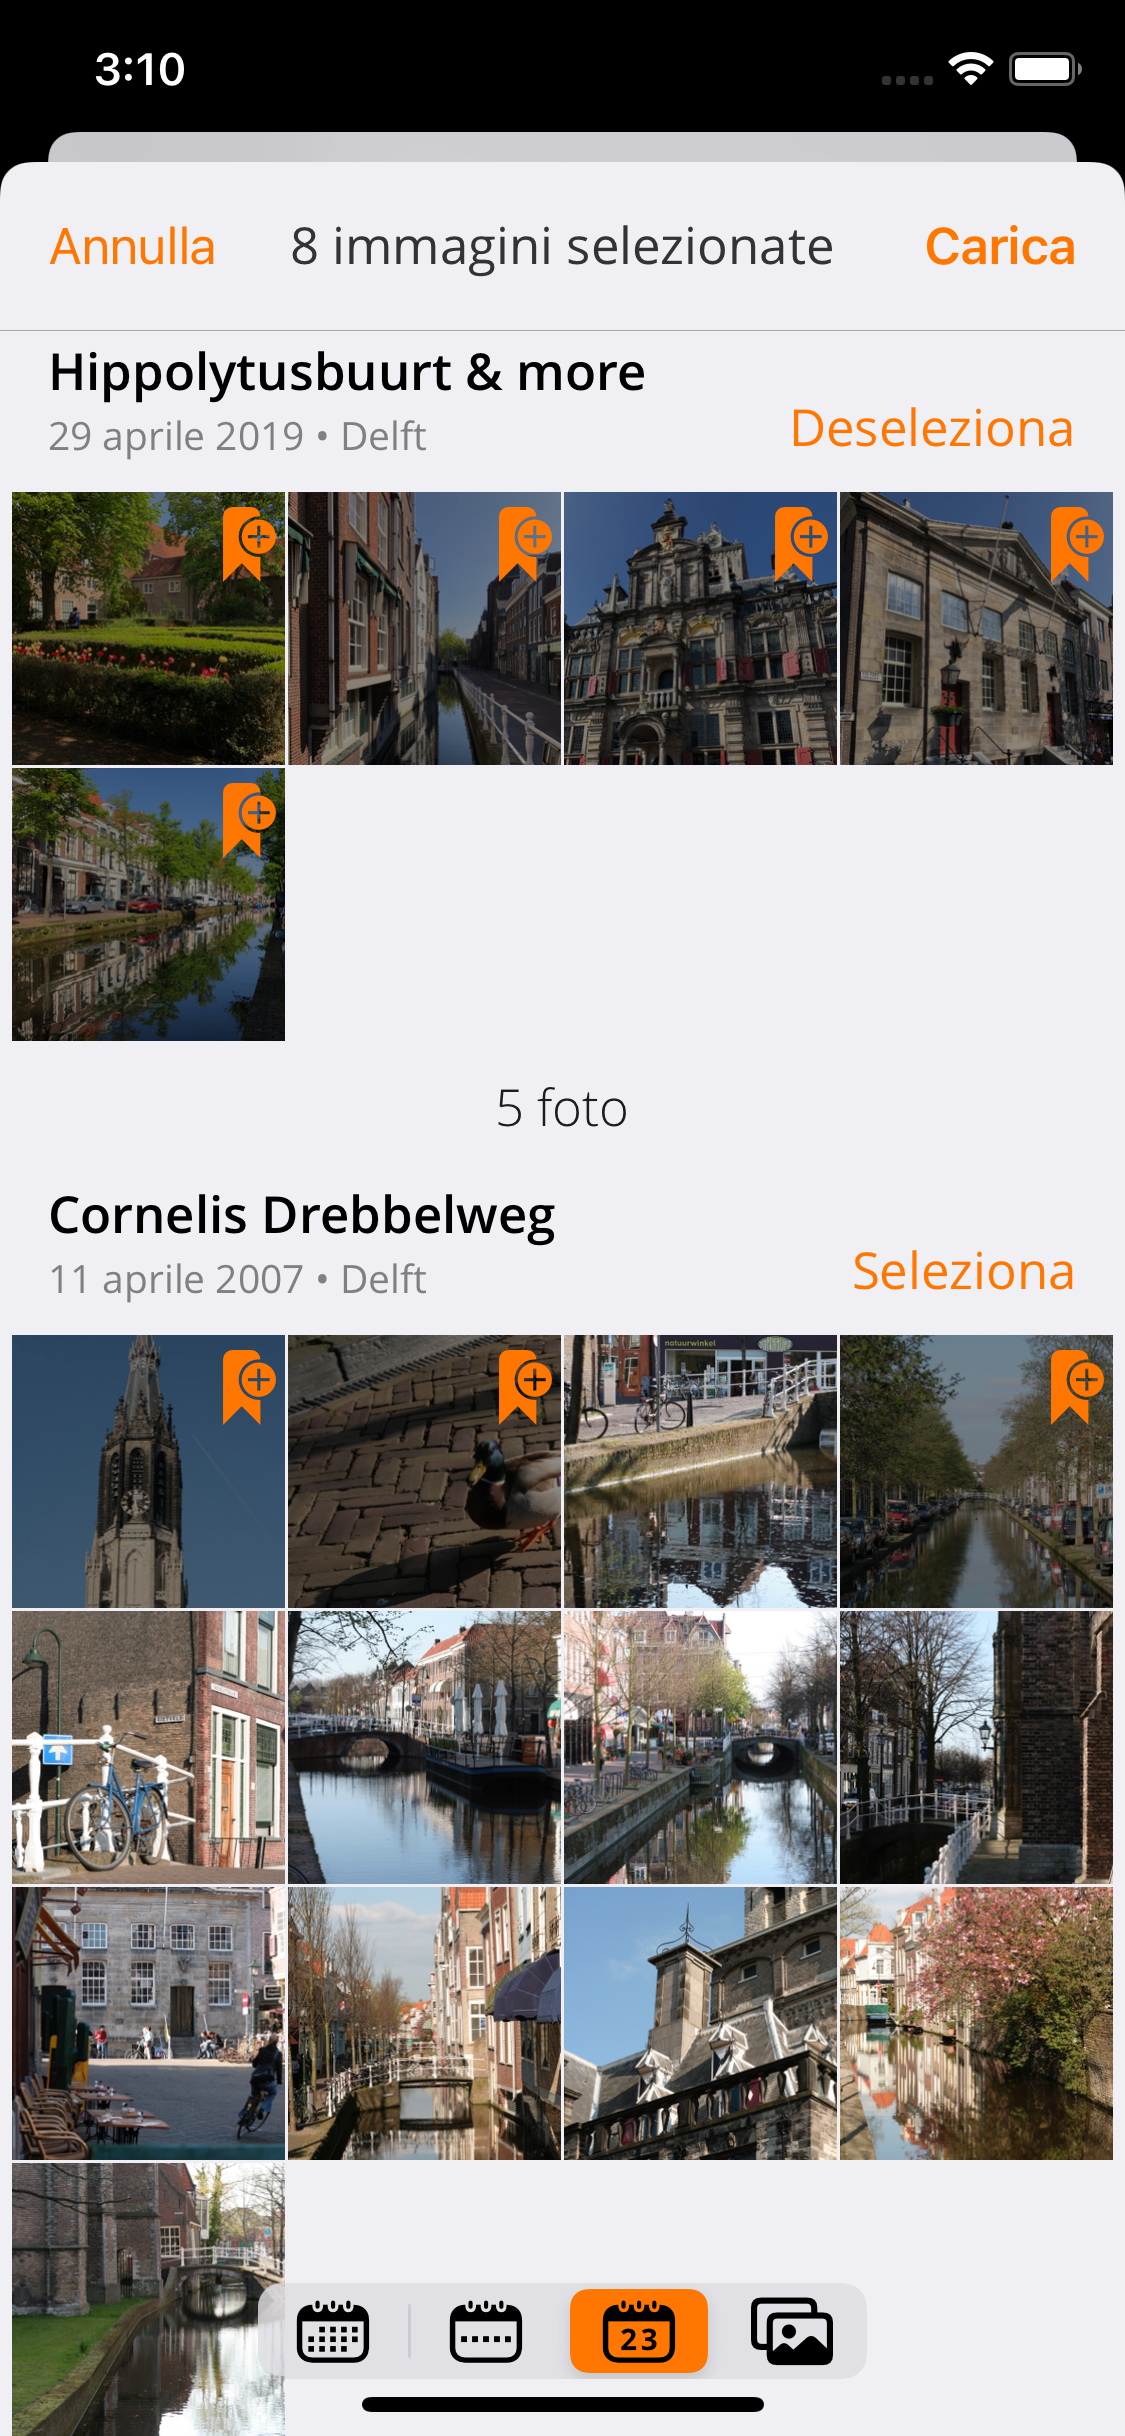 3:10
Annulla
8 immagini selezionate
Carica
Hippolytusbuurt & more
29 aprile 2019 • Delft
Deseleziona
5 foto
Cornelis Drebbelweg
11 aprile 2007 • Delft
Seleziona
natuurwinkel
23